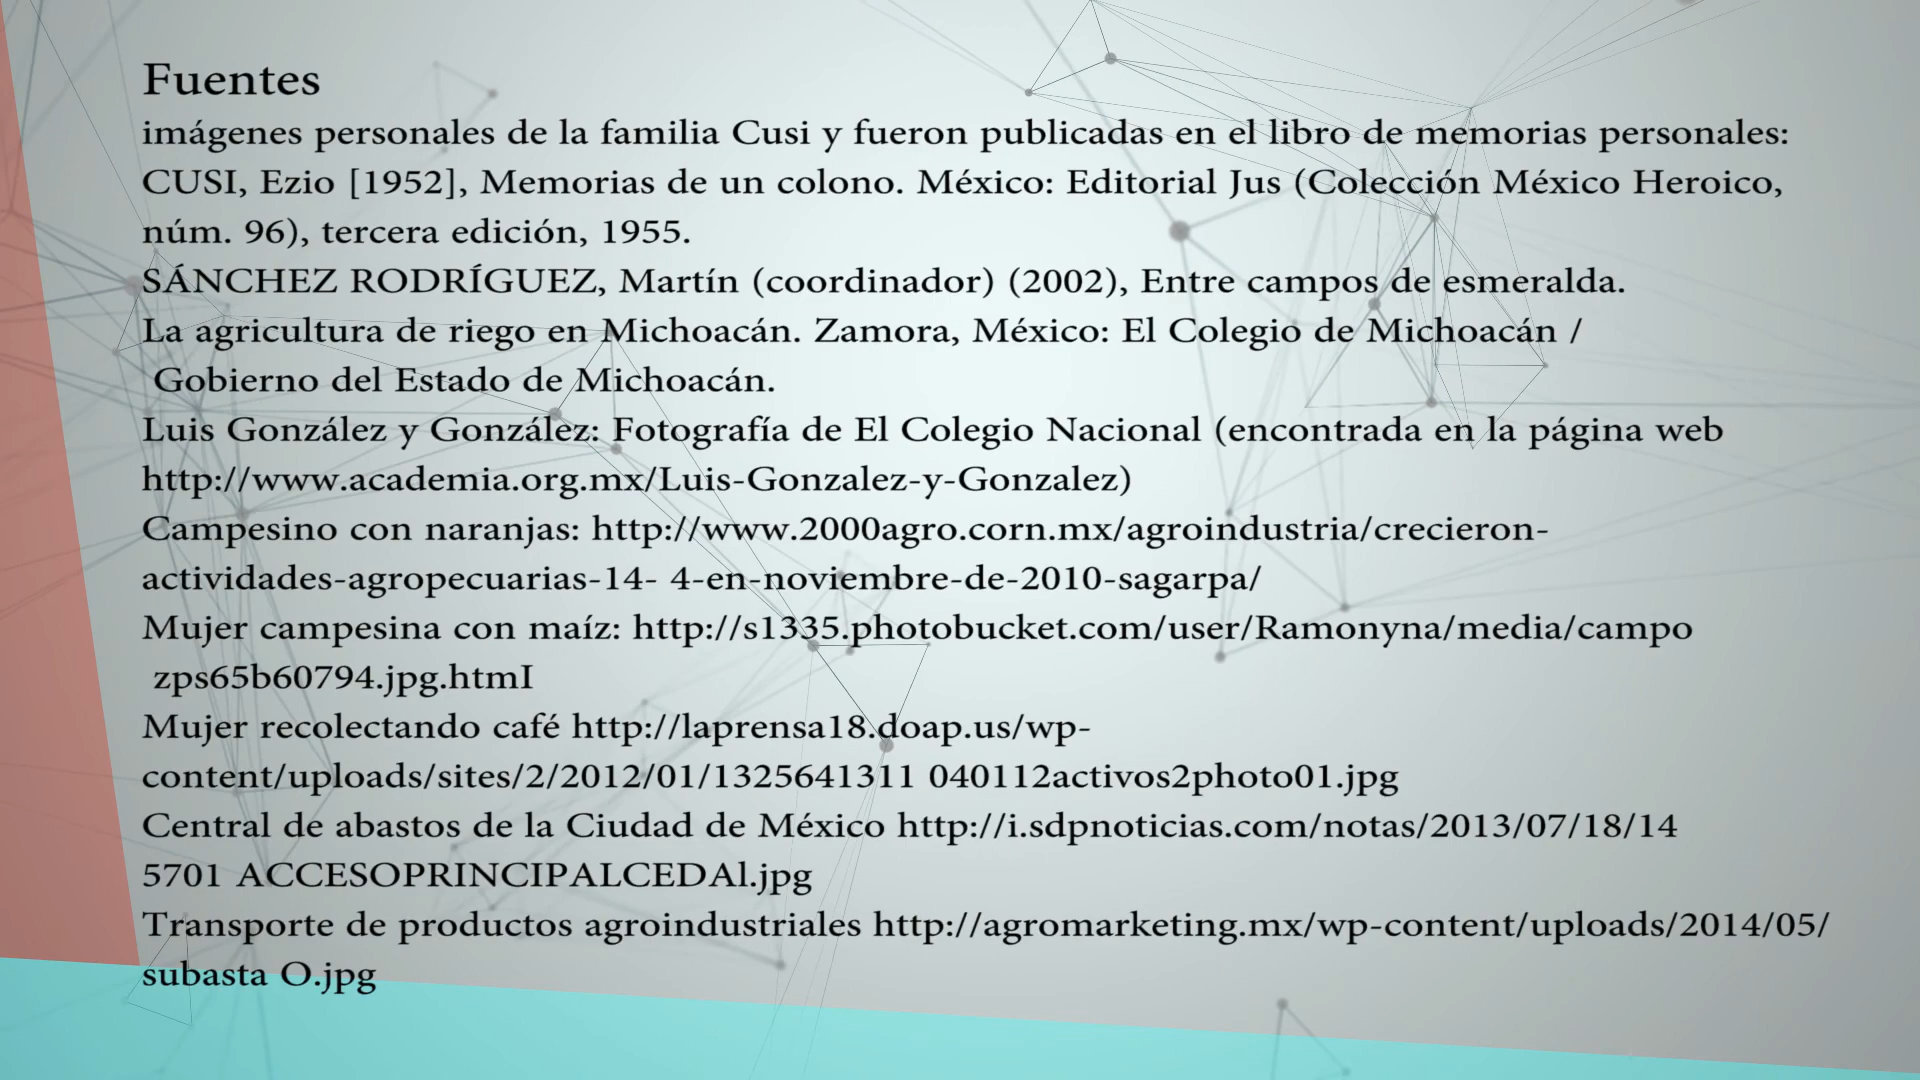 Fuentes
imágenes personales de la familia Cusi y fueron publicadas en el libro de memorias personales:
CUSI, Ezio [1952], Memorias de un colono. México: Editorial Jus (Colección México Heroico,
núm. 96), tercera edición, 1955.
SÁNCHEZ RODRÍGUEZ, Martín (coordinador) (2002), Entre campos de esmeralda.
La agricultura de riego en Michoacán. Zamora, México: El Colegio de Michoacán /
Gobierno del Estado de Michoacán.
Luis González y González: Fotografía de El Colegio Nacional (encontrada en la página web
http://www.academia.org.mx/Luis-Gonzalez-y-Gonzalez)
Campesino con naranjas: http://www.2000agro.corn.mx/agroindustria/crecieron-
actividades-agropecuarias-14- 4-en-noviembre-de-2010-sagarpa/
Mujer campesina con maíz: http://s1335.photobucket.com/user/Ramonyna/media/campo
zps65b60794.jpg.htmI
Mujer recolectando café http://laprensa18.doap.us/wp-
content/uploads/sites/2/2012/01/1325641311 040112activos2photo01.jpg
Central de abastos de la Ciudad de México http://i.sdpnoticias.com/notas/2013/07/18/14
5701 ACCESOPRINCIPALCEDAl.jpg
Transporte de productos agroindustriales http://agromarketing.mx/wp-content/uploads/2014/05/
subasta O.jpg